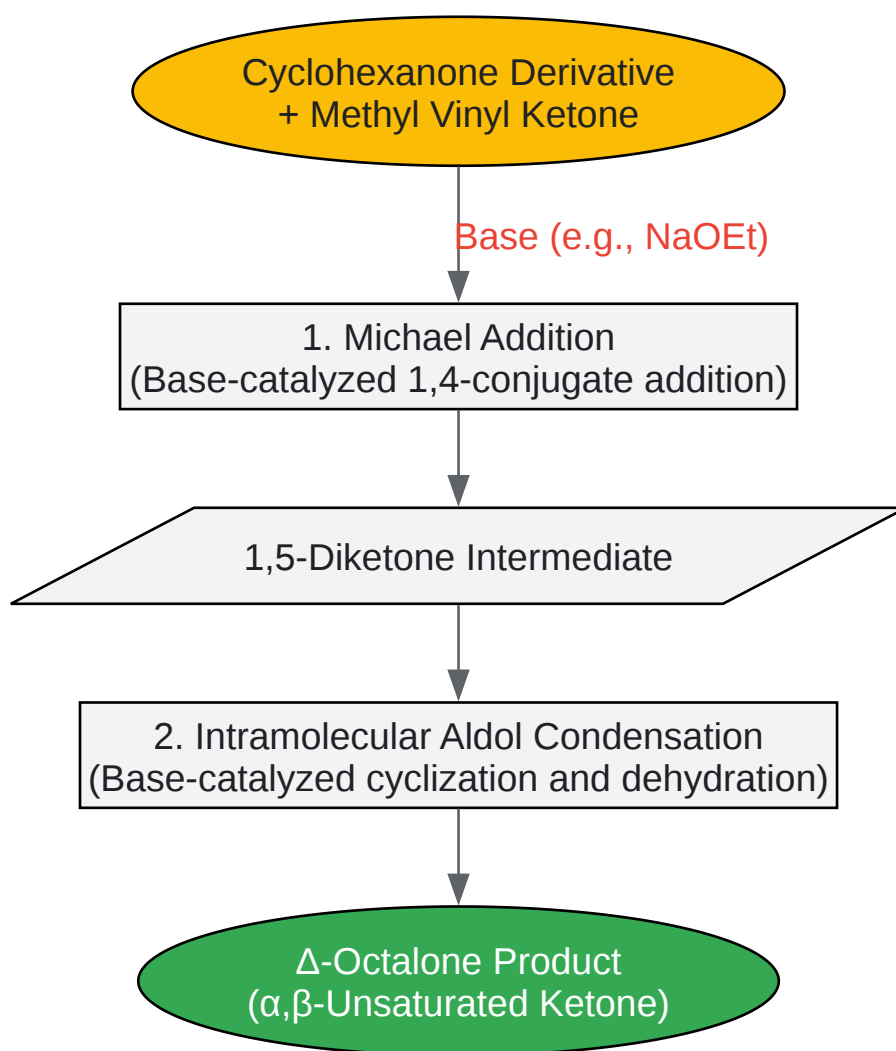 Cyclohexanone Derivative
+ Methyl Vinyl Ketone
Base (e.g., NaOEt)
1. Michael Addition
(Base-catalyzed 1,4-conjugate addition)
1,5-Diketone Intermediate
2. Intramolecular Aldol Condensation
(Base-catalyzed cyclization and dehydration)
Δ-Octalone Product
(α,β-Unsaturated Ketone)